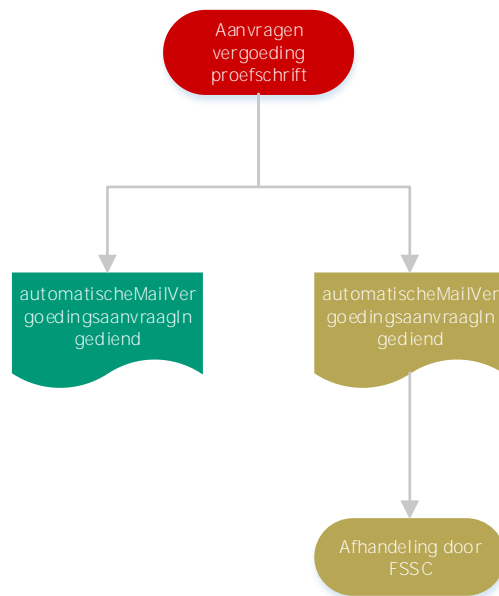 Aanvragen
vergoeding
proefschrift
automatischeMailVer
goedingsaanvraagIn
gediend
automatischeMailVer
goedingsaanvraagIn
gediend
Afhandeling door
FSSC